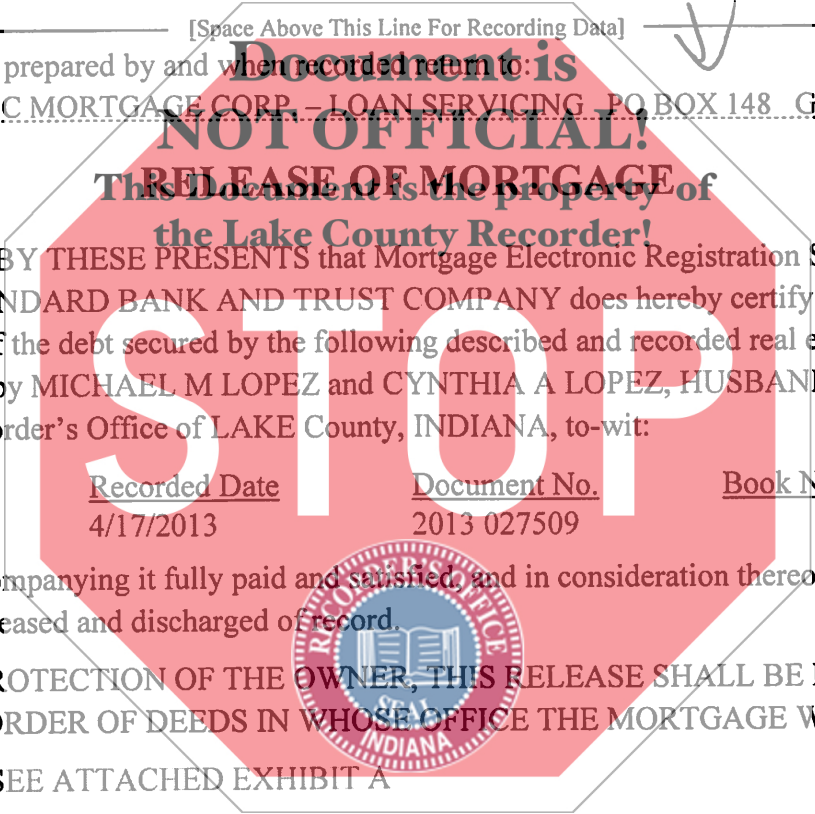 [Space Above This Line For Recording Data]
Document is
prepared by and when recorded return to:
C MORTGAGE CORP. – LOAN SERVICING PO BOX 148 G
NOT OFFICIAL!
RELEASE OF MORTGAGE
This Document is the property of
the Lake County Recorder!
BY THESE PRESENTS that Mortgage Electronic Registration S
NDARD BANK AND TRUST COMPANY does hereby certify
f the debt secured by the following described and recorded real e
by MICHAEL M LOPEZ and CYNTHIA A LOPEZ, HUSBAN
rder's Office of LAKE County, INDIANA, to-wit:
STOP
Recorded Date Document No. Book N
4/17/2013 2013 027509
mpanying it fully paid and satisfied, and in consideration thereo
eased and discharged of record.
RECORDER'S OFFICE
ROTECTION OF THE OWNER, THIS RELEASE SHALL BE
SEAL
RDER OF DEEDS IN WHOSE OFFICE THE MORTGAGE W
INDIANA
SEE ATTACHED EXHIBIT A